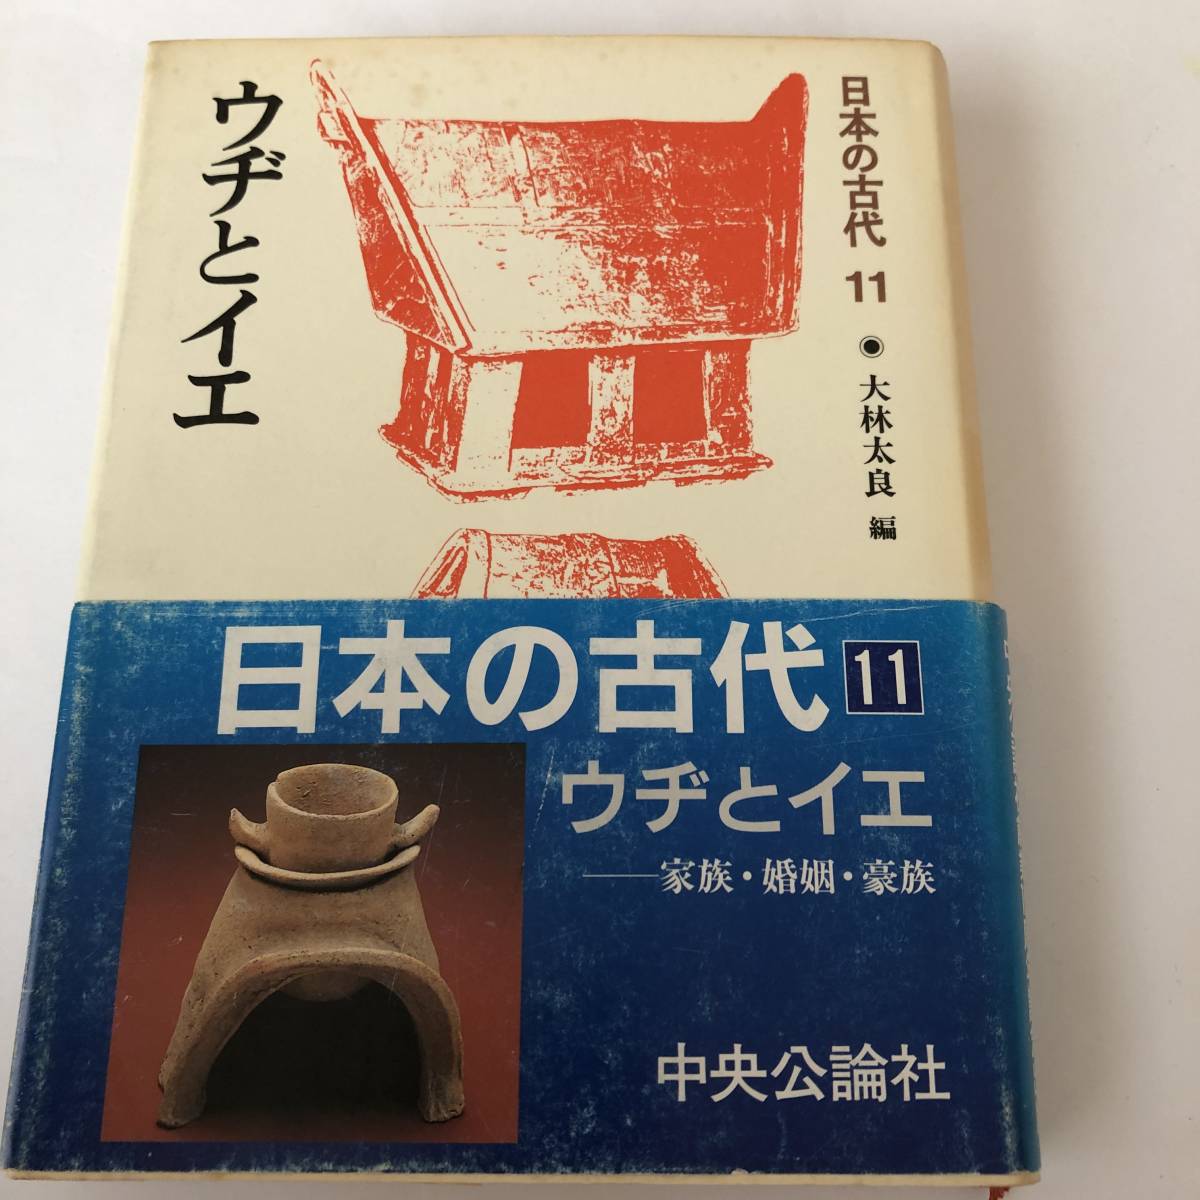 日本の古代 11 ◉ 大林太良 編
ウヂとイエ
日本の古代 11
ウヂとイエ
──家族・婚姻・豪族
中央公論社